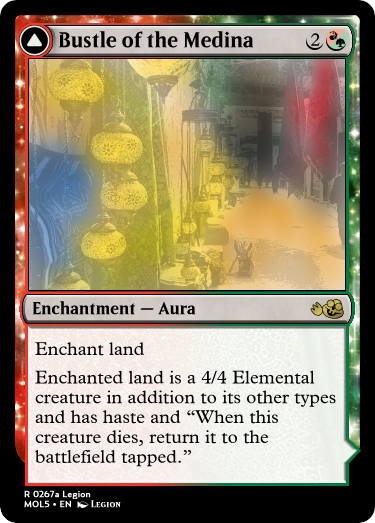 Bustle of the Medina 2
Enchantment — Aura
Enchant land
Enchanted land is a 4/4 Elemental
creature in addition to its other types
and has haste and “When this
creature dies, return it to the
battlefield tapped.”
R 0267a Legion
MOL5 • EN Legion